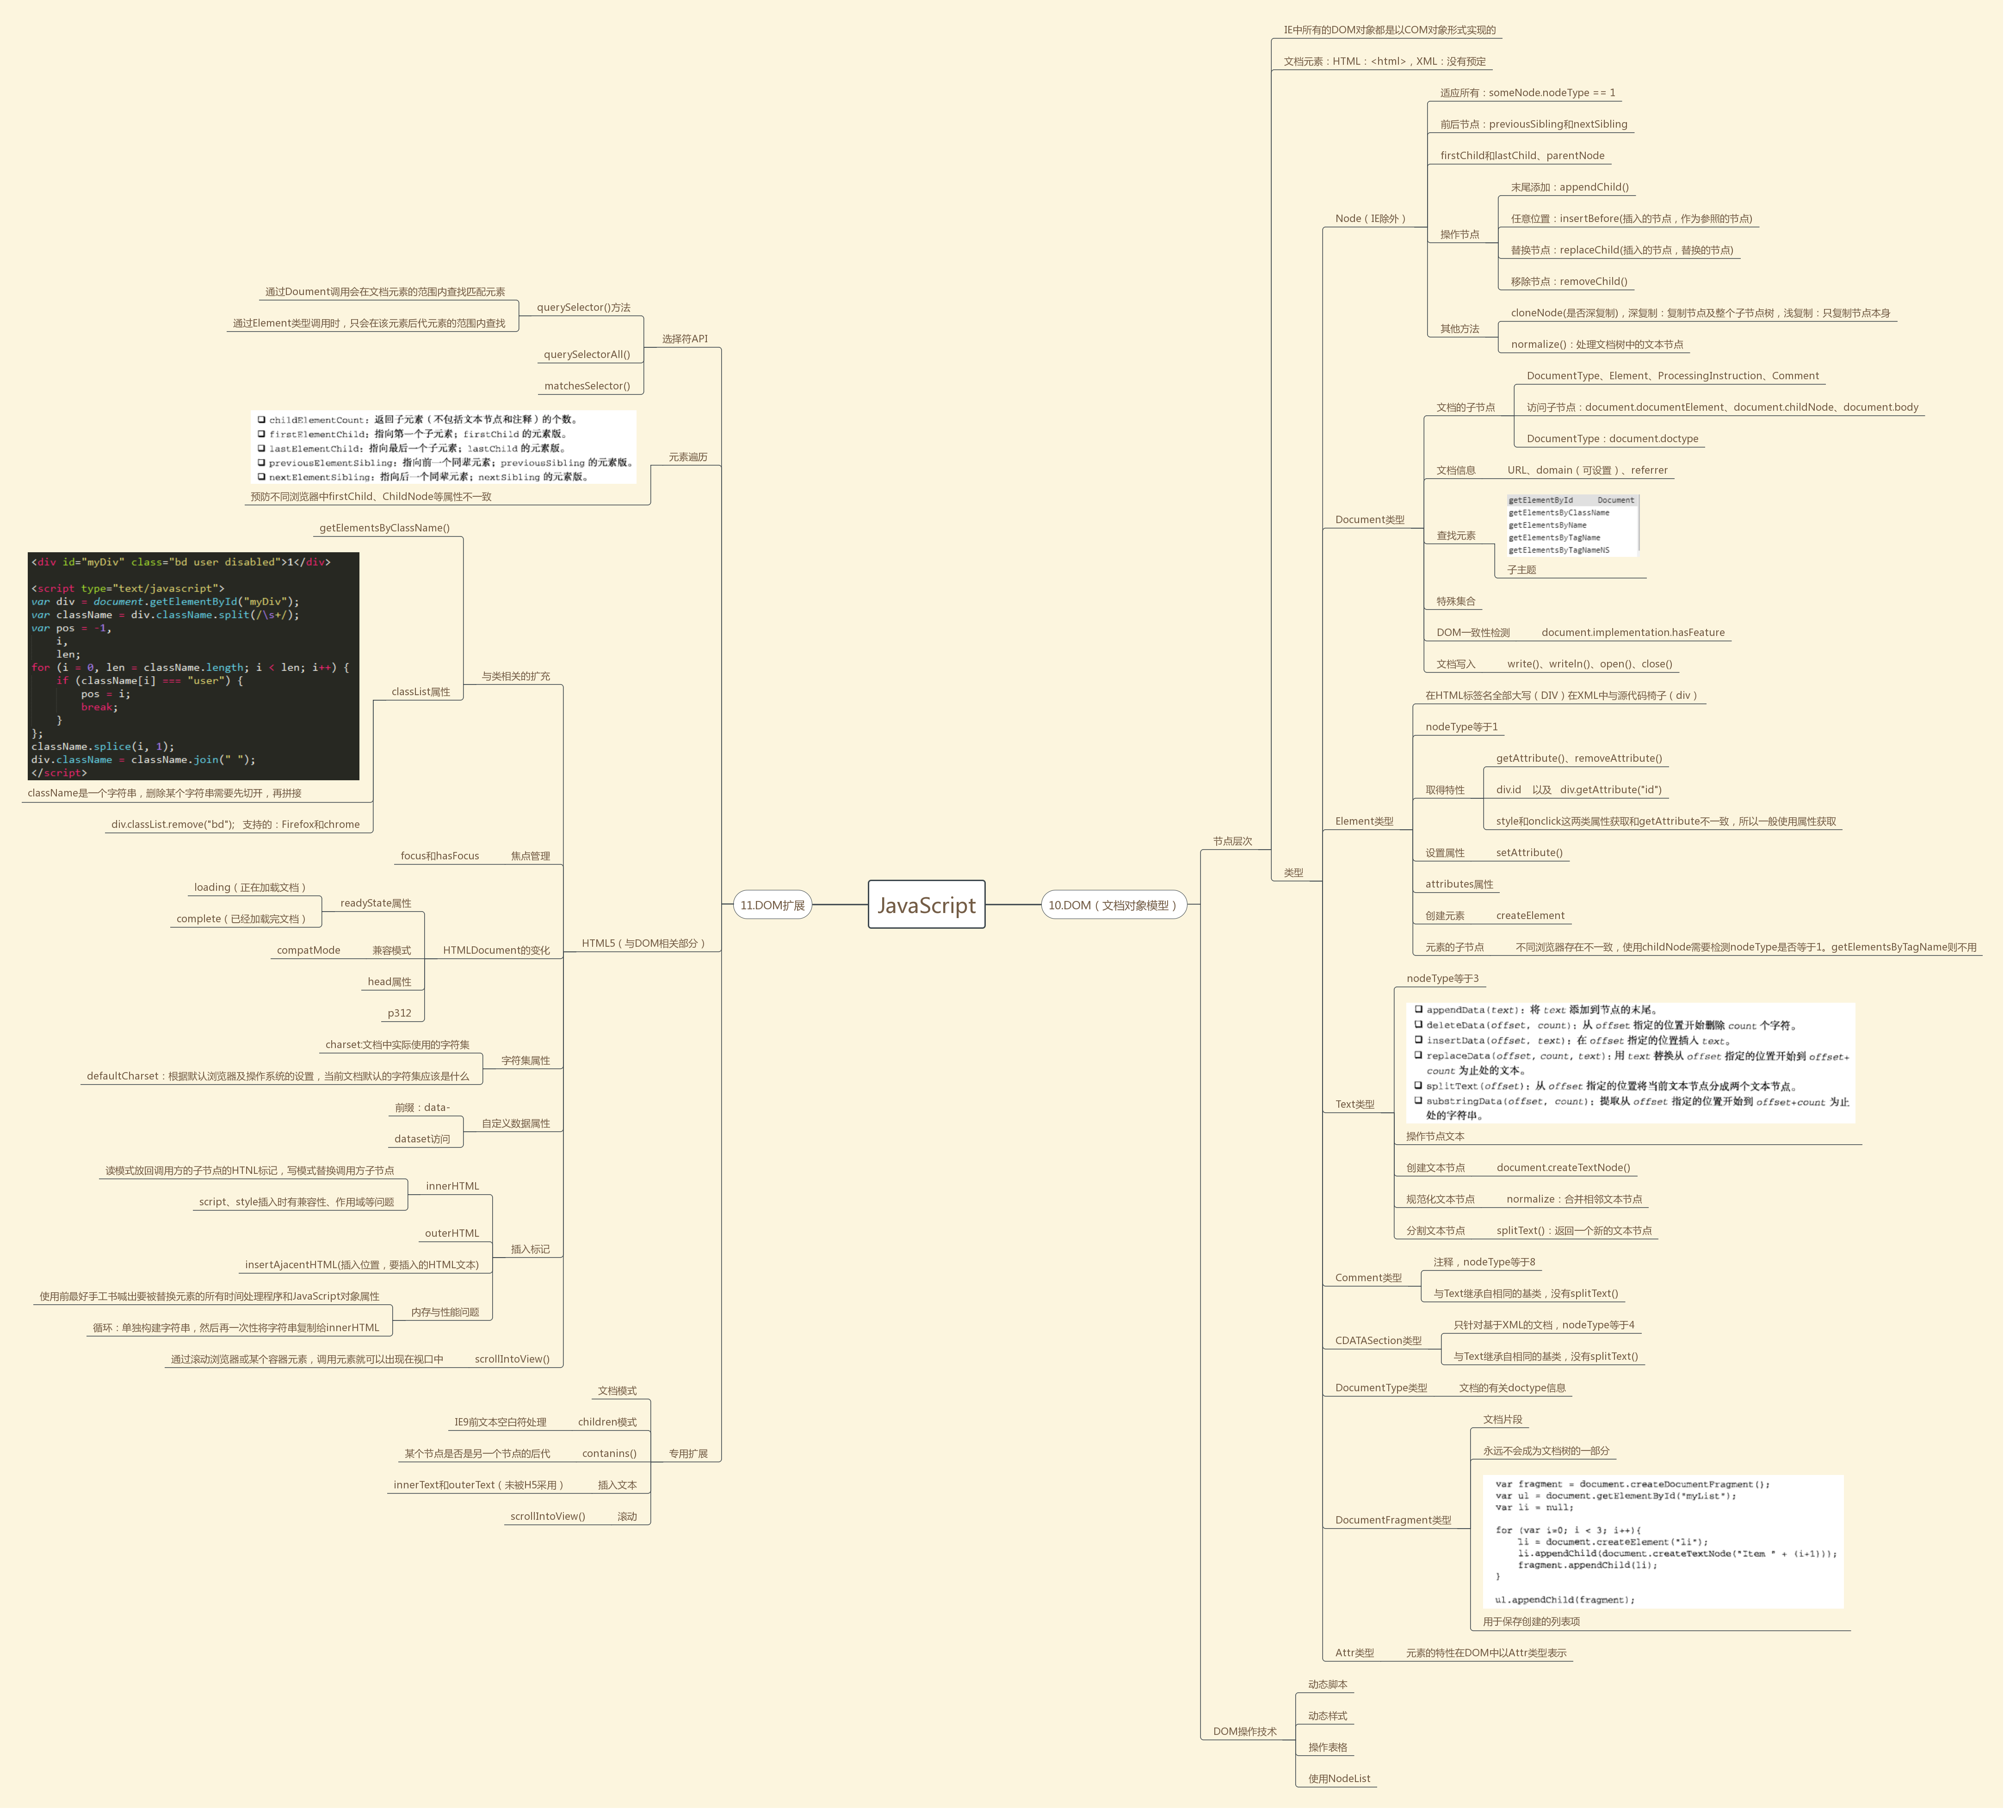 JavaScript
10.DOM（文档对象模型）
节点层次
IE中所有的DOM对象都是以COM对象形式实现的
文档元素：HTML：<html>，XML：没有预定
类型
Node（IE除外）
适应所有：someNode.nodeType == 1
前后节点：previousSibling和nextSibling
firstChild和lastChild、parentNode
操作节点
末尾添加：appendChild()
任意位置：insertBefore(插入的节点，作为参照的节点)
替换节点：replaceChild(插入的节点，替换的节点)
移除节点：removeChild()
其他方法
cloneNode(是否深复制)，深复制：复制节点及整个子节点树，浅复制：只复制节点本身
normalize()：处理文档树中的文本节点
Document类型
文档的子节点
DocumentType、Element、ProcessingInstruction、Comment
访问子节点：document.documentElement、document.childNode、document.body
DocumentType：document.doctype
文档信息
URL、domain（可设置）、referrer
查找元素
getElementById Document
getElementsByClassName
getElementsByName
getElementsByTagName
getElementsByTagNameNS
子主题
特殊集合
DOM一致性检测
document.implementation.hasFeature
文档写入
write()、writeln()、open()、close()
Element类型
在HTML标签名全部大写（DIV）在XML中与源代码椅子（div）
nodeType等于1
取得特性
getAttribute()、removeAttribute()
div.id 以及 div.getAttribute("id")
style和onclick这两类属性获取和getAttribute不一致，所以一般使用属性获取
设置属性
setAttribute()
attributes属性
创建元素
createElement
元素的子节点
不同浏览器存在不一致，使用childNode需要检测nodeType是否等于1。getElementsByTagName则不用
Text类型
nodeType等于3
❑ appendData(text)：将 text 添加到节点的末尾。
❑ deleteData(offset, count)：从 offset 指定的位置开始删除 count 个字符。
❑ insertData(offset, text)：在 offset 指定的位置插入 text。
❑ replaceData(offset, count, text)：用 text 替换从 offset 指定的位置开始到 offset+
count 为止处的文本。
❑ splitText(offset)：从 offset 指定的位置将当前文本节点分成两个文本节点。
❑ substringData(offset, count)：提取从 offset 指定的位置开始到 offset+count 为止
处的字符串。
操作节点文本
创建文本节点
document.createTextNode()
规范化文本节点
normalize：合并相邻文本节点
分割文本节点
splitText()：返回一个新的文本节点
Comment类型
注释，nodeType等于8
与Text继承自相同的基类，没有splitText()
CDATASection类型
只针对基于XML的文档，nodeType等于4
与Text继承自相同的基类，没有splitText()
DocumentType类型
文档的有关doctype信息
DocumentFragment类型
文档片段
永远不会成为文档树的一部分
var fragment = document.createDocumentFragment();
var ul = document.getElementById("myList");
var li = null;
for (var i=0; i < 3; i++){
li = document.createElement("li");
li.appendChild(document.createTextNode("Item " + (i+1)));
fragment.appendChild(li);
}
ul.appendChild(fragment);
用于保存创建的列表项
Attr类型
元素的特性在DOM中以Attr类型表示
DOM操作技术
动态脚本
动态样式
操作表格
使用NodeList
11.DOM扩展
选择符API
querySelector()方法
通过Doument调用会在文档元素的范围内查找匹配元素
通过Element类型调用时，只会在该元素后代元素的范围内查找
querySelectorAll()
matchesSelector()
元素遍历
❑ childElementCount：返回子元素（不包括文本节点和注释）的个数。
❑ firstElementChild：指向第一个子元素；firstChild 的元素版。
❑ lastElementChild：指向最后一个子元素；lastChild 的元素版。
❑ previousElementSibling：指向前一个同辈元素；previousSibling 的元素版。
❑ nextElementSibling：指向后一个同辈元素；nextSibling 的元素版。
预防不同浏览器中firstChild、ChildNode等属性不一致
HTML5（与DOM相关部分）
与类相关的扩充
getElementsByClassName()
classList属性
<div id="myDiv" class="bd user disabled">1</div>
<script type="text/javascript">
var div = document.getElementById("myDiv");
var className = div.className.split(/\s+/);
var pos = -1,
i,
len;
for (i = 0, len = className.length; i < len; i++) {
if (className[i] === "user") {
pos = i;
break;
}
};
className.splice(i, 1);
div.className = className.join(" ");
</script>
className是一个字符串，删除某个字符串需要先切开，再拼接
div.classList.remove("bd"); 支持的：Firefox和chrome
焦点管理
focus和hasFocus
HTMLDocument的变化
readyState属性
loading（正在加载文档）
complete（已经加载完文档）
兼容模式
compatMode
head属性
p312
字符集属性
charset:文档中实际使用的字符集
defaultCharset：根据默认浏览器及操作系统的设置，当前文档默认的字符集应该是什么
自定义数据属性
前缀：data-
dataset访问
插入标记
innerHTML
读模式放回调用方的子节点的HTNL标记，写模式替换调用方子节点
script、style插入时有兼容性、作用域等问题
outerHTML
insertAjacentHTML(插入位置，要插入的HTML文本)
内存与性能问题
使用前最好手工书喊出要被替换元素的所有时间处理程序和JavaScript对象属性
循环：单独构建字符串，然后再一次性将字符串复制给innerHTML
scrollIntoView()
通过滚动浏览器或某个容器元素，调用元素就可以出现在视口中
专用扩展
文档模式
children模式
IE9前文本空白符处理
contanins()
某个节点是否是另一个节点的后代
插入文本
innerText和outerText（未被H5采用）
滚动
scrollIntoView()